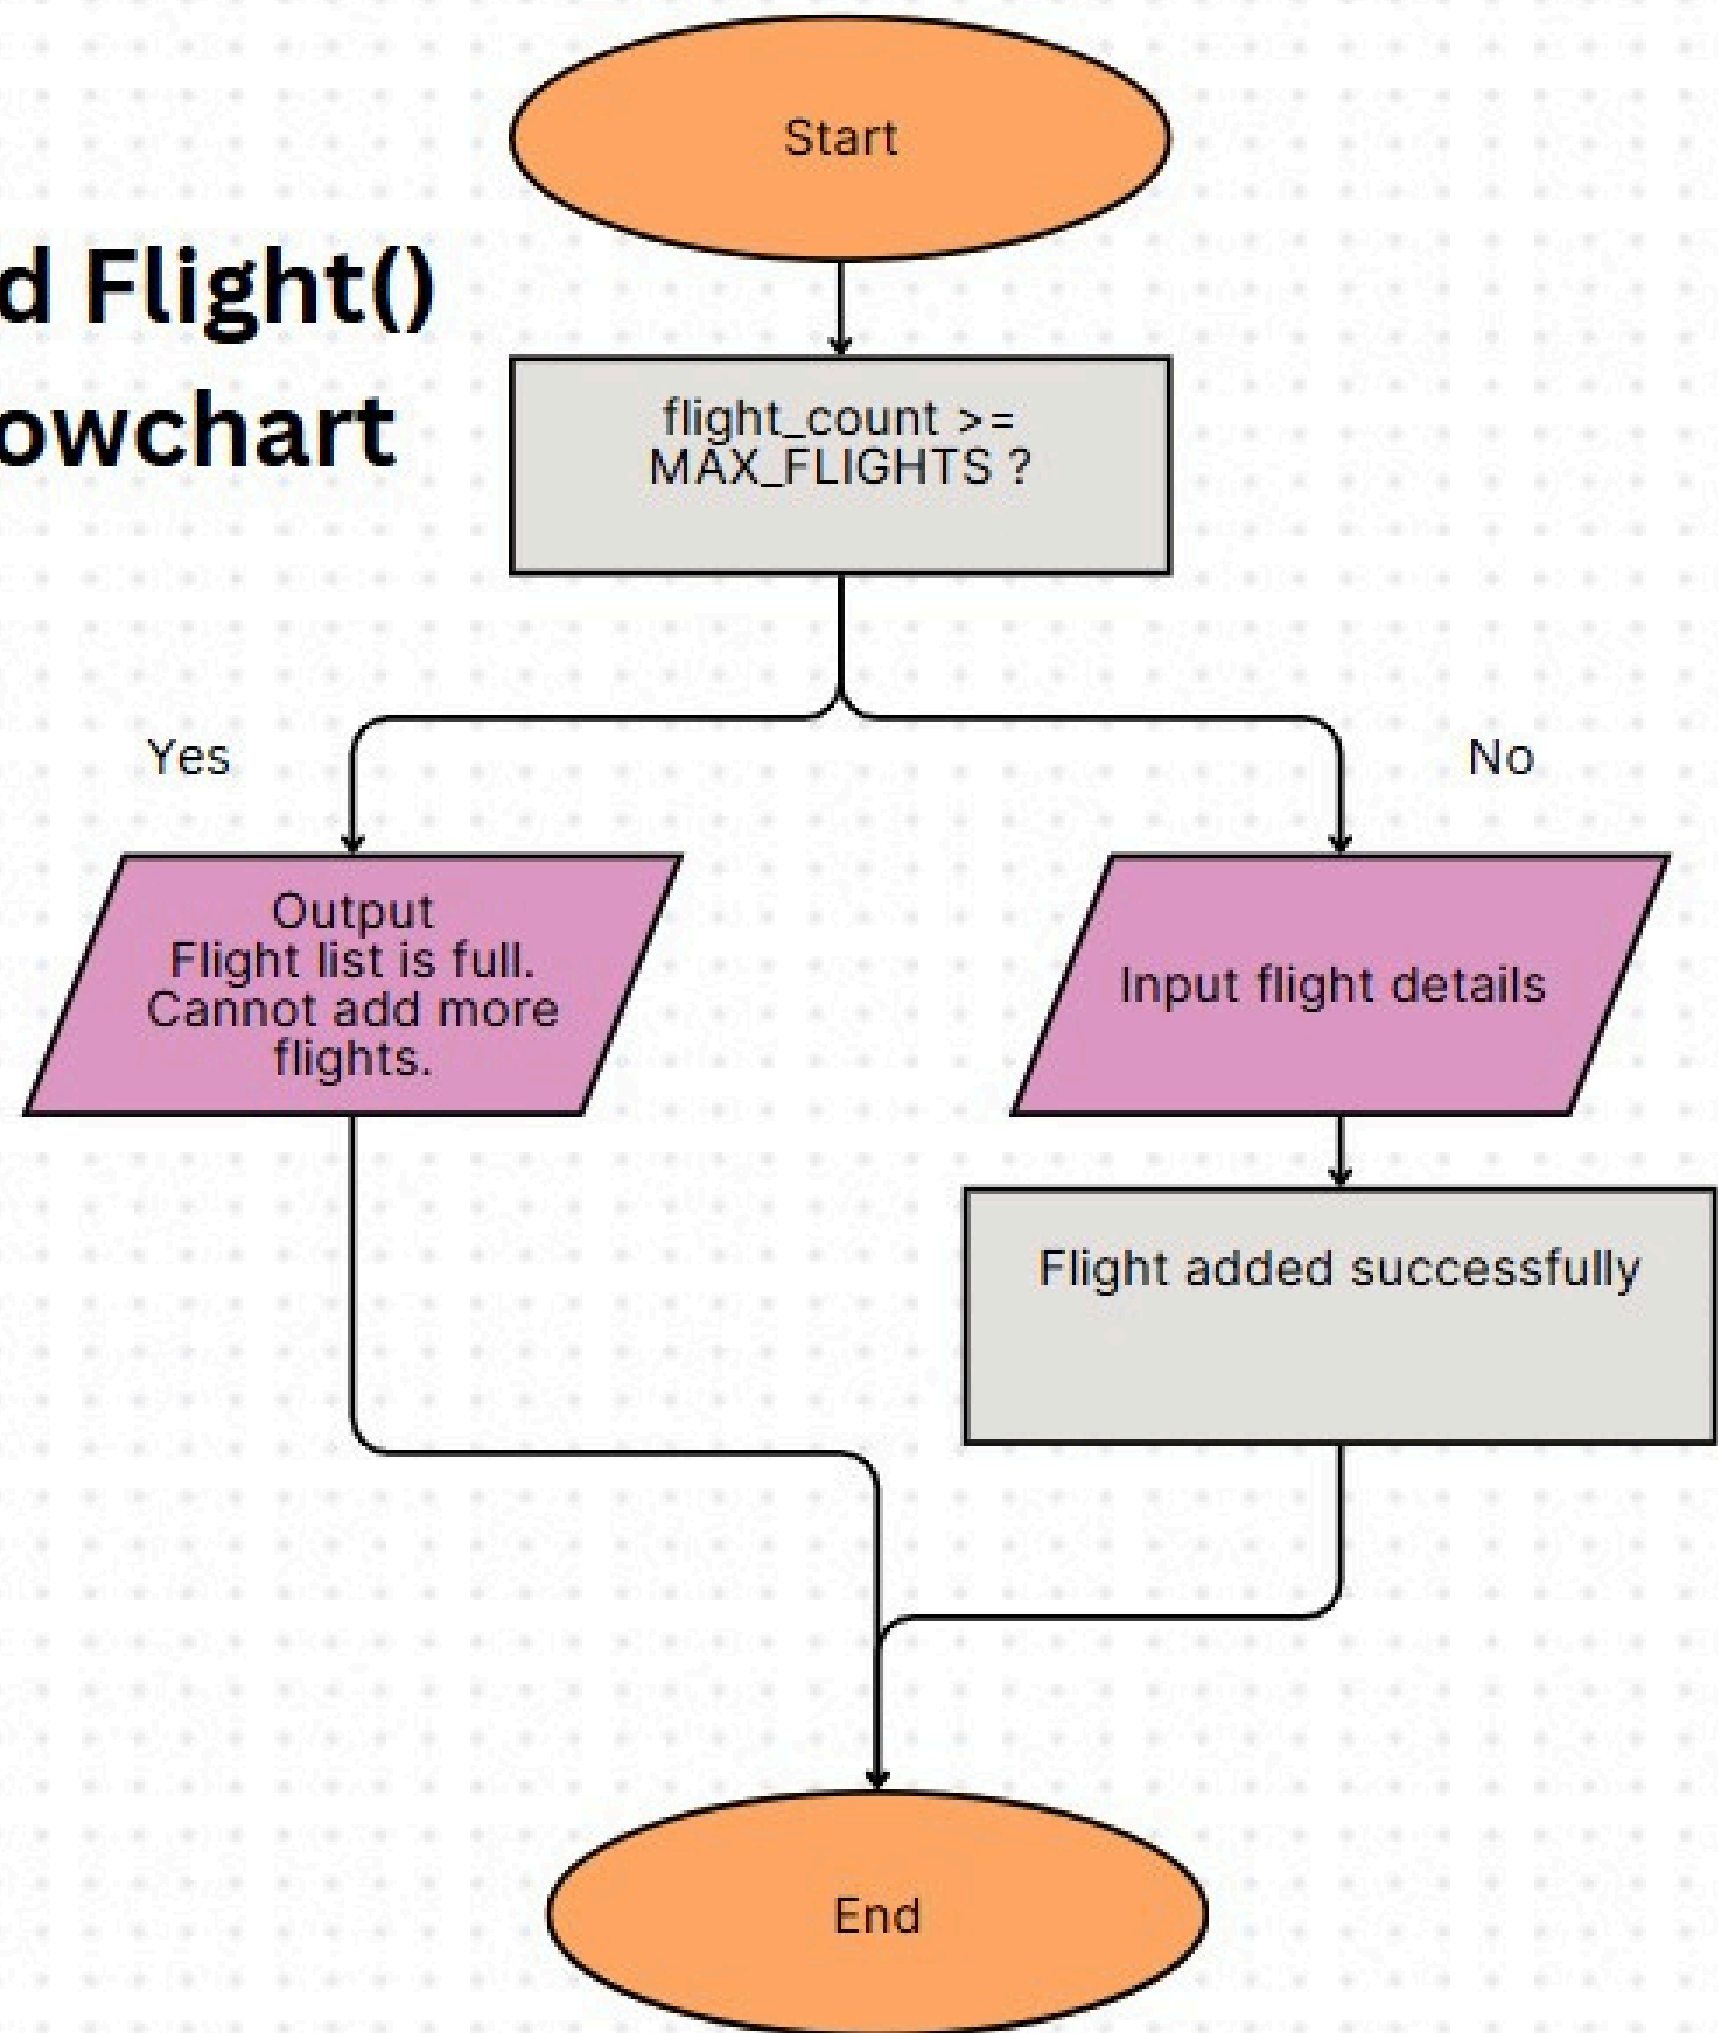 Start
d Flight()
owchart
flight_count >=
MAX_FLIGHTS ?
Yes
No
Output
Flight list is full.
Cannot add more
flights.
Input flight details
Flight added successfully
End